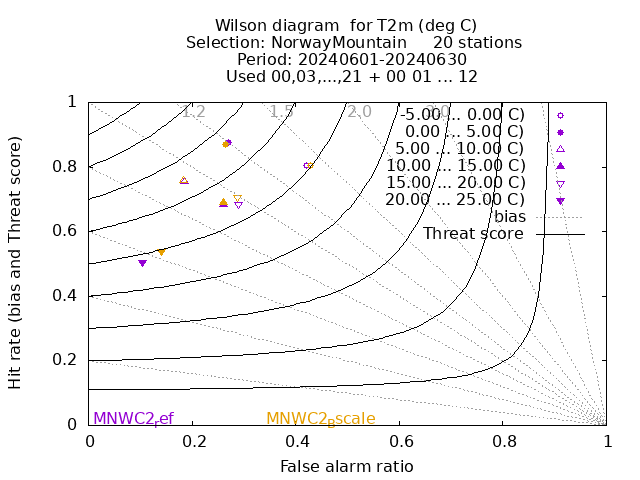 Wilson diagram  for T2m (deg C)
Selection: NorwayMountain     20 stations
Period: 20240601-20240630
Used 00,03,...,21 + 00 01 ... 12
Hit rate (bias and Threat score)
1
0.8
0.6
0.4
0.2
0
1.2
1.5
2.0
3.0
-5.00 ... 0.00 C)
0.00 ... 5.00 C)
5.00 ... 10.00 C)
10.00 ... 15.00 C)
15.00 ... 20.00 C)
20.00 ... 25.00 C)
bias
Threat score
MNWC2ref
MNWC2Bscale
0
0.2
0.4
0.6
0.8
1
False alarm ratio